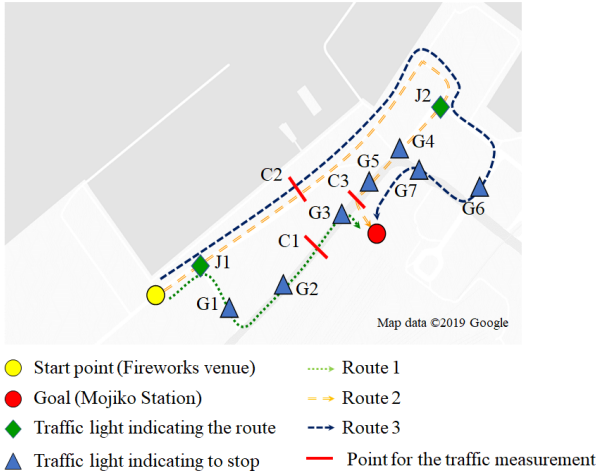 J2
G4
G5
C2
C3
G7
G6
G3
C1
J1
G2
G1
Map data ©2019 Google
Start point (Fireworks venue)
Route 1
Goal (Mojiko Station)
Route 2
Traffic light indicating the route
Route 3
Traffic light indicating to stop
Point for the traffic measurement